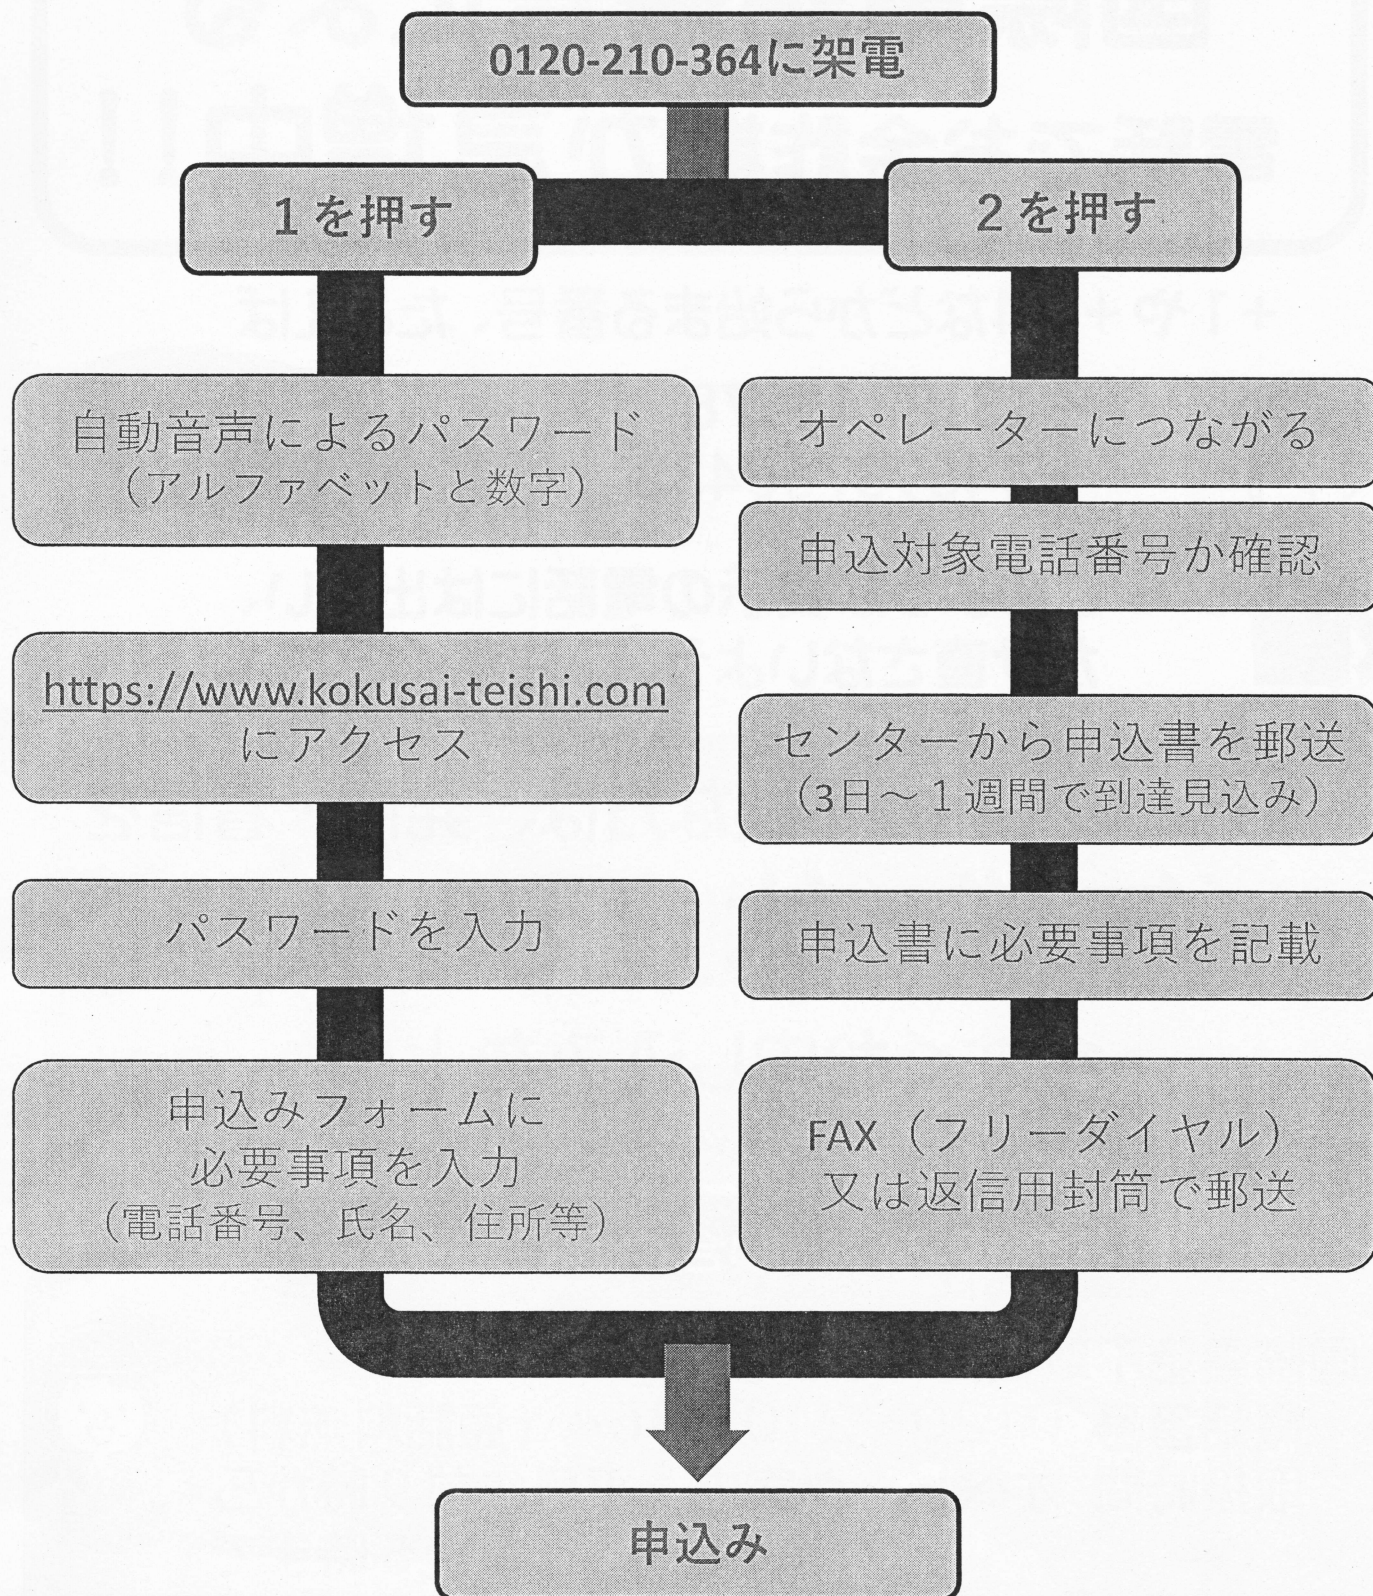 0120-210-364に架電
1を押す
2を押す
自動音声によるパスワード
（アルファベットと数字）
https://www.kokusai-teishi.com
にアクセス
パスワードを入力
申込みフォームに
必要事項を入力
（電話番号、氏名、住所等）
オペレーターにつながる
申込対象電話番号か確認
センターから申込書を郵送
（3日～１週間で到達見込み）
申込書に必要事項を記載
FAX（フリーダイヤル）
又は返信用封筒で郵送
申込み